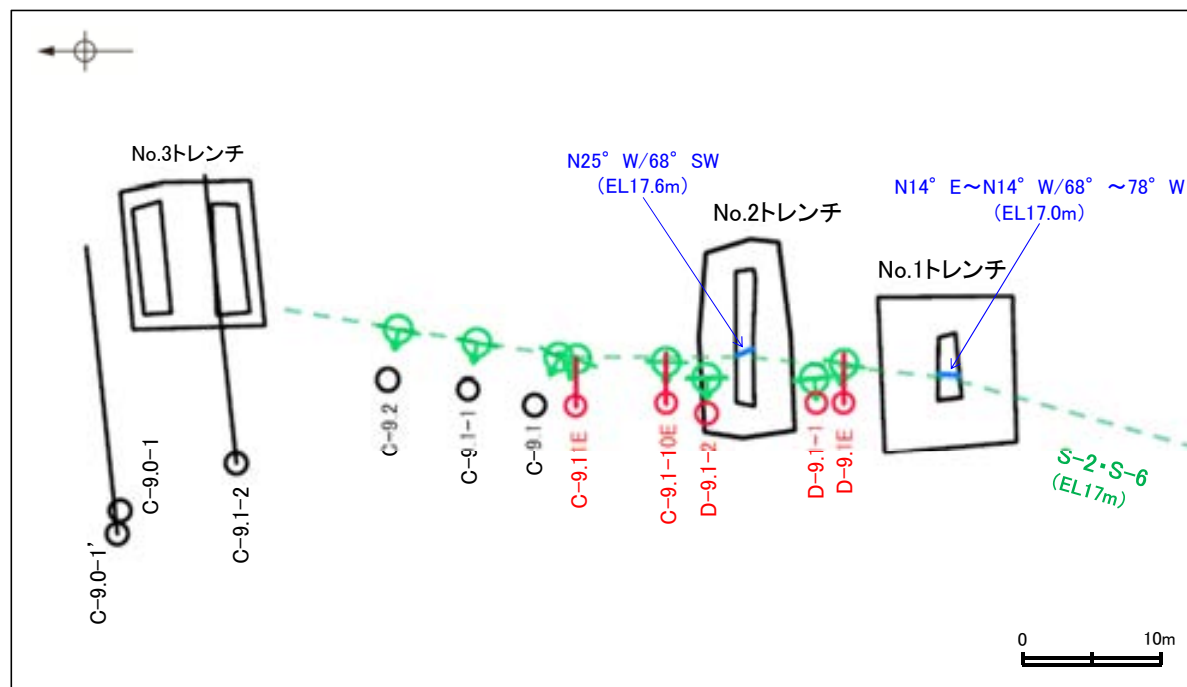 No.3トレンチ
N25° W/68° SW
(EL17.6m)
No.2トレンチ
N14° E～N14° W/68° ～78° W
(EL17.0m)
No.1トレンチ
C-9.0-1'
C-9.0-1
C-9.1-2
C-9.2
C-9.1-1
C-9.1
C-9.11E
C-9.1-10E
D-9.1-2
D-9.1-1
D-9.1E
S-2・S-6
(EL17m)
0 10m